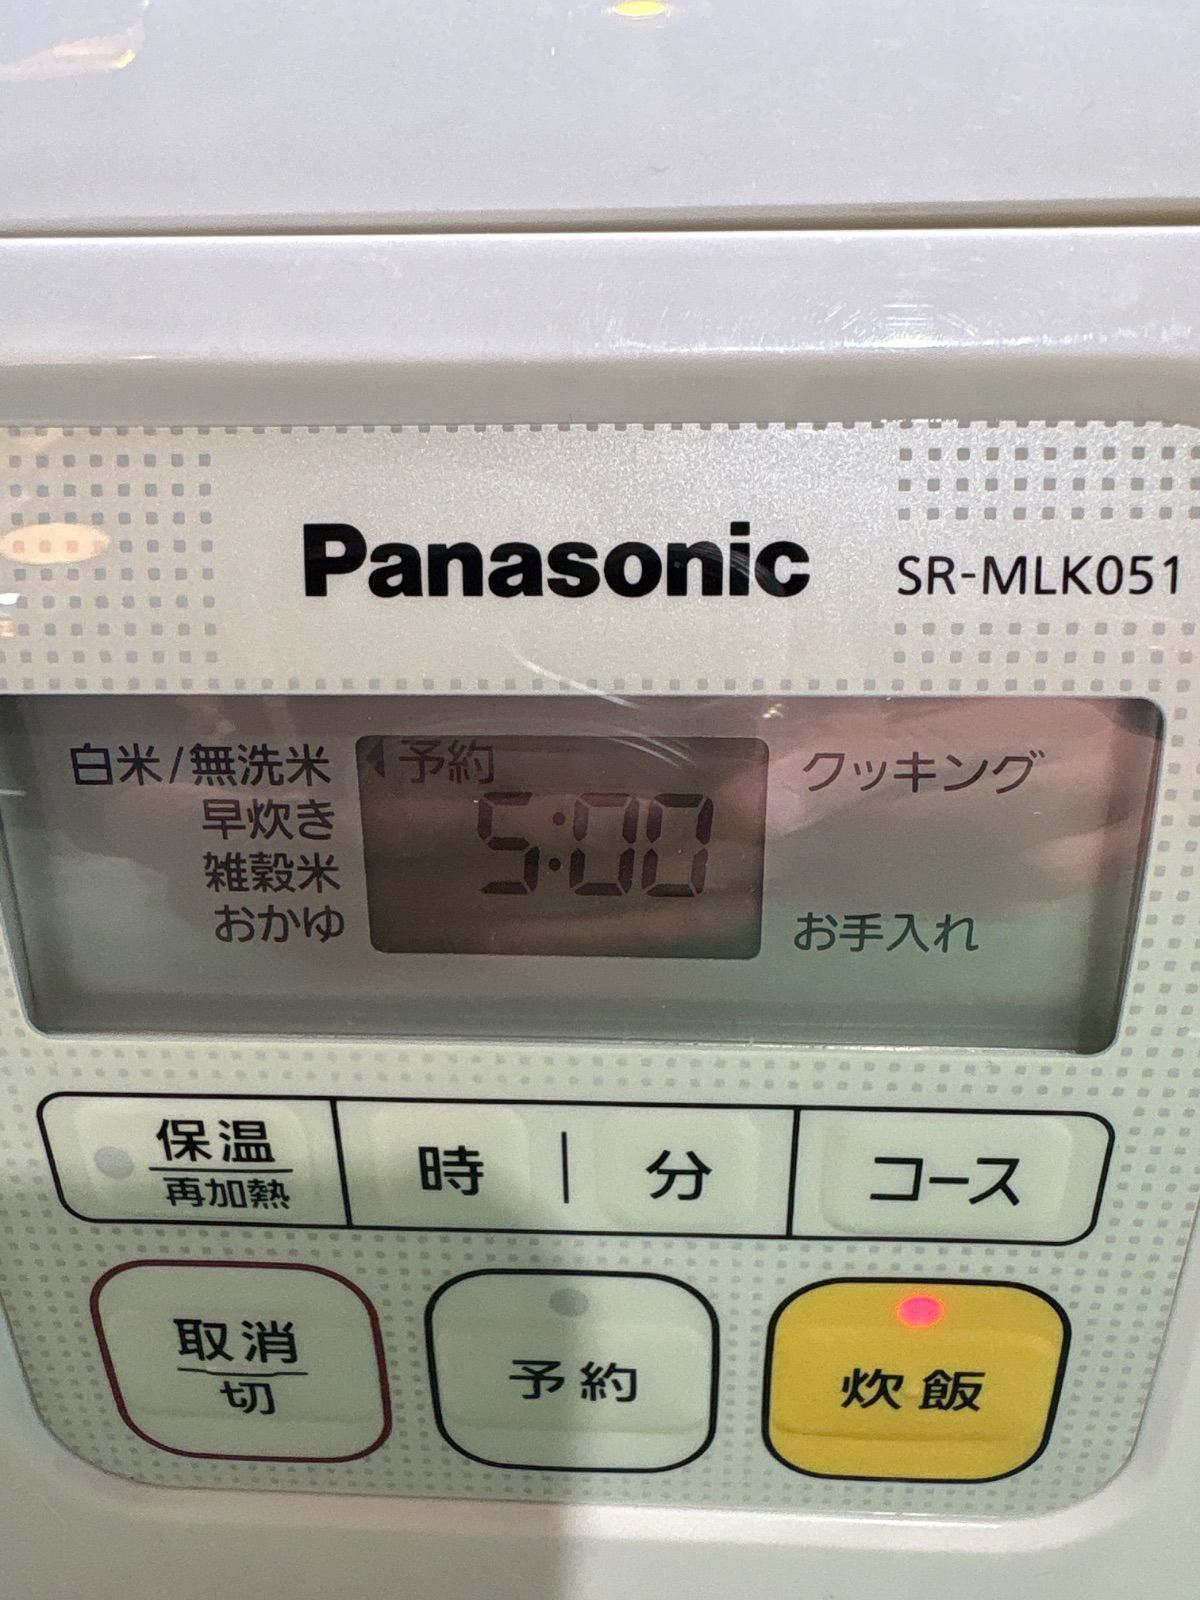 Panasonic
SR-MLK051
白米/無洗米
早炊き
雑穀米
おかゆ
予約
5:00
クッキング
お手入れ
保温
再加熱
時
分
コース
取消
切
予約
炊飯